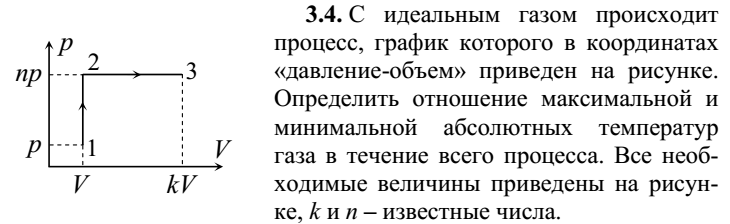 3.4. С идеальным газом происходит
процесс, график которого в координатах
«давление-объем» приведен на рисунке.
Определить отношение максимальной и
минимальной абсолютных температур
газа в течение всего процесса. Все необ-
ходимые величины приведены на рисун-
ке, k и n – известные числа.
p
2
3
np
p
1
V
V
kV